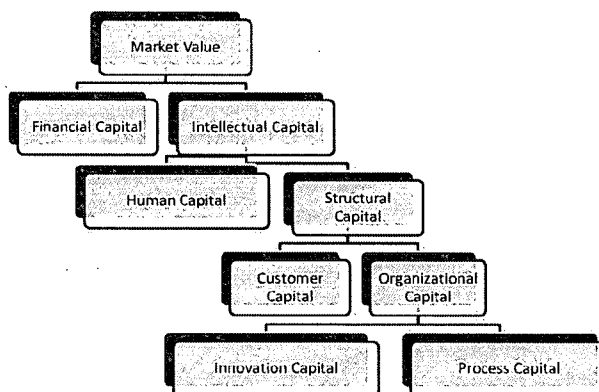 Market Value
Financial Capital
Intellectual Capital
Human Capital
Structural
Capital
Customer
Capital
Organizational
Capital
Innovation Capital
Process Capital